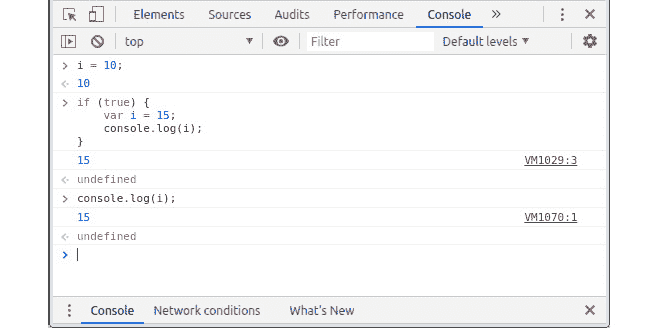 Elements Sources Audits Performance Console »
top ▼ Filter Default levels ▼
> i = 10;
<· 10
> if (true) {
    var i = 15;
    console.log(i);
}
15 VM1029:3
<· undefined
> console.log(i);
15 VM1070:1
<· undefined
>
Console Network conditions What's New